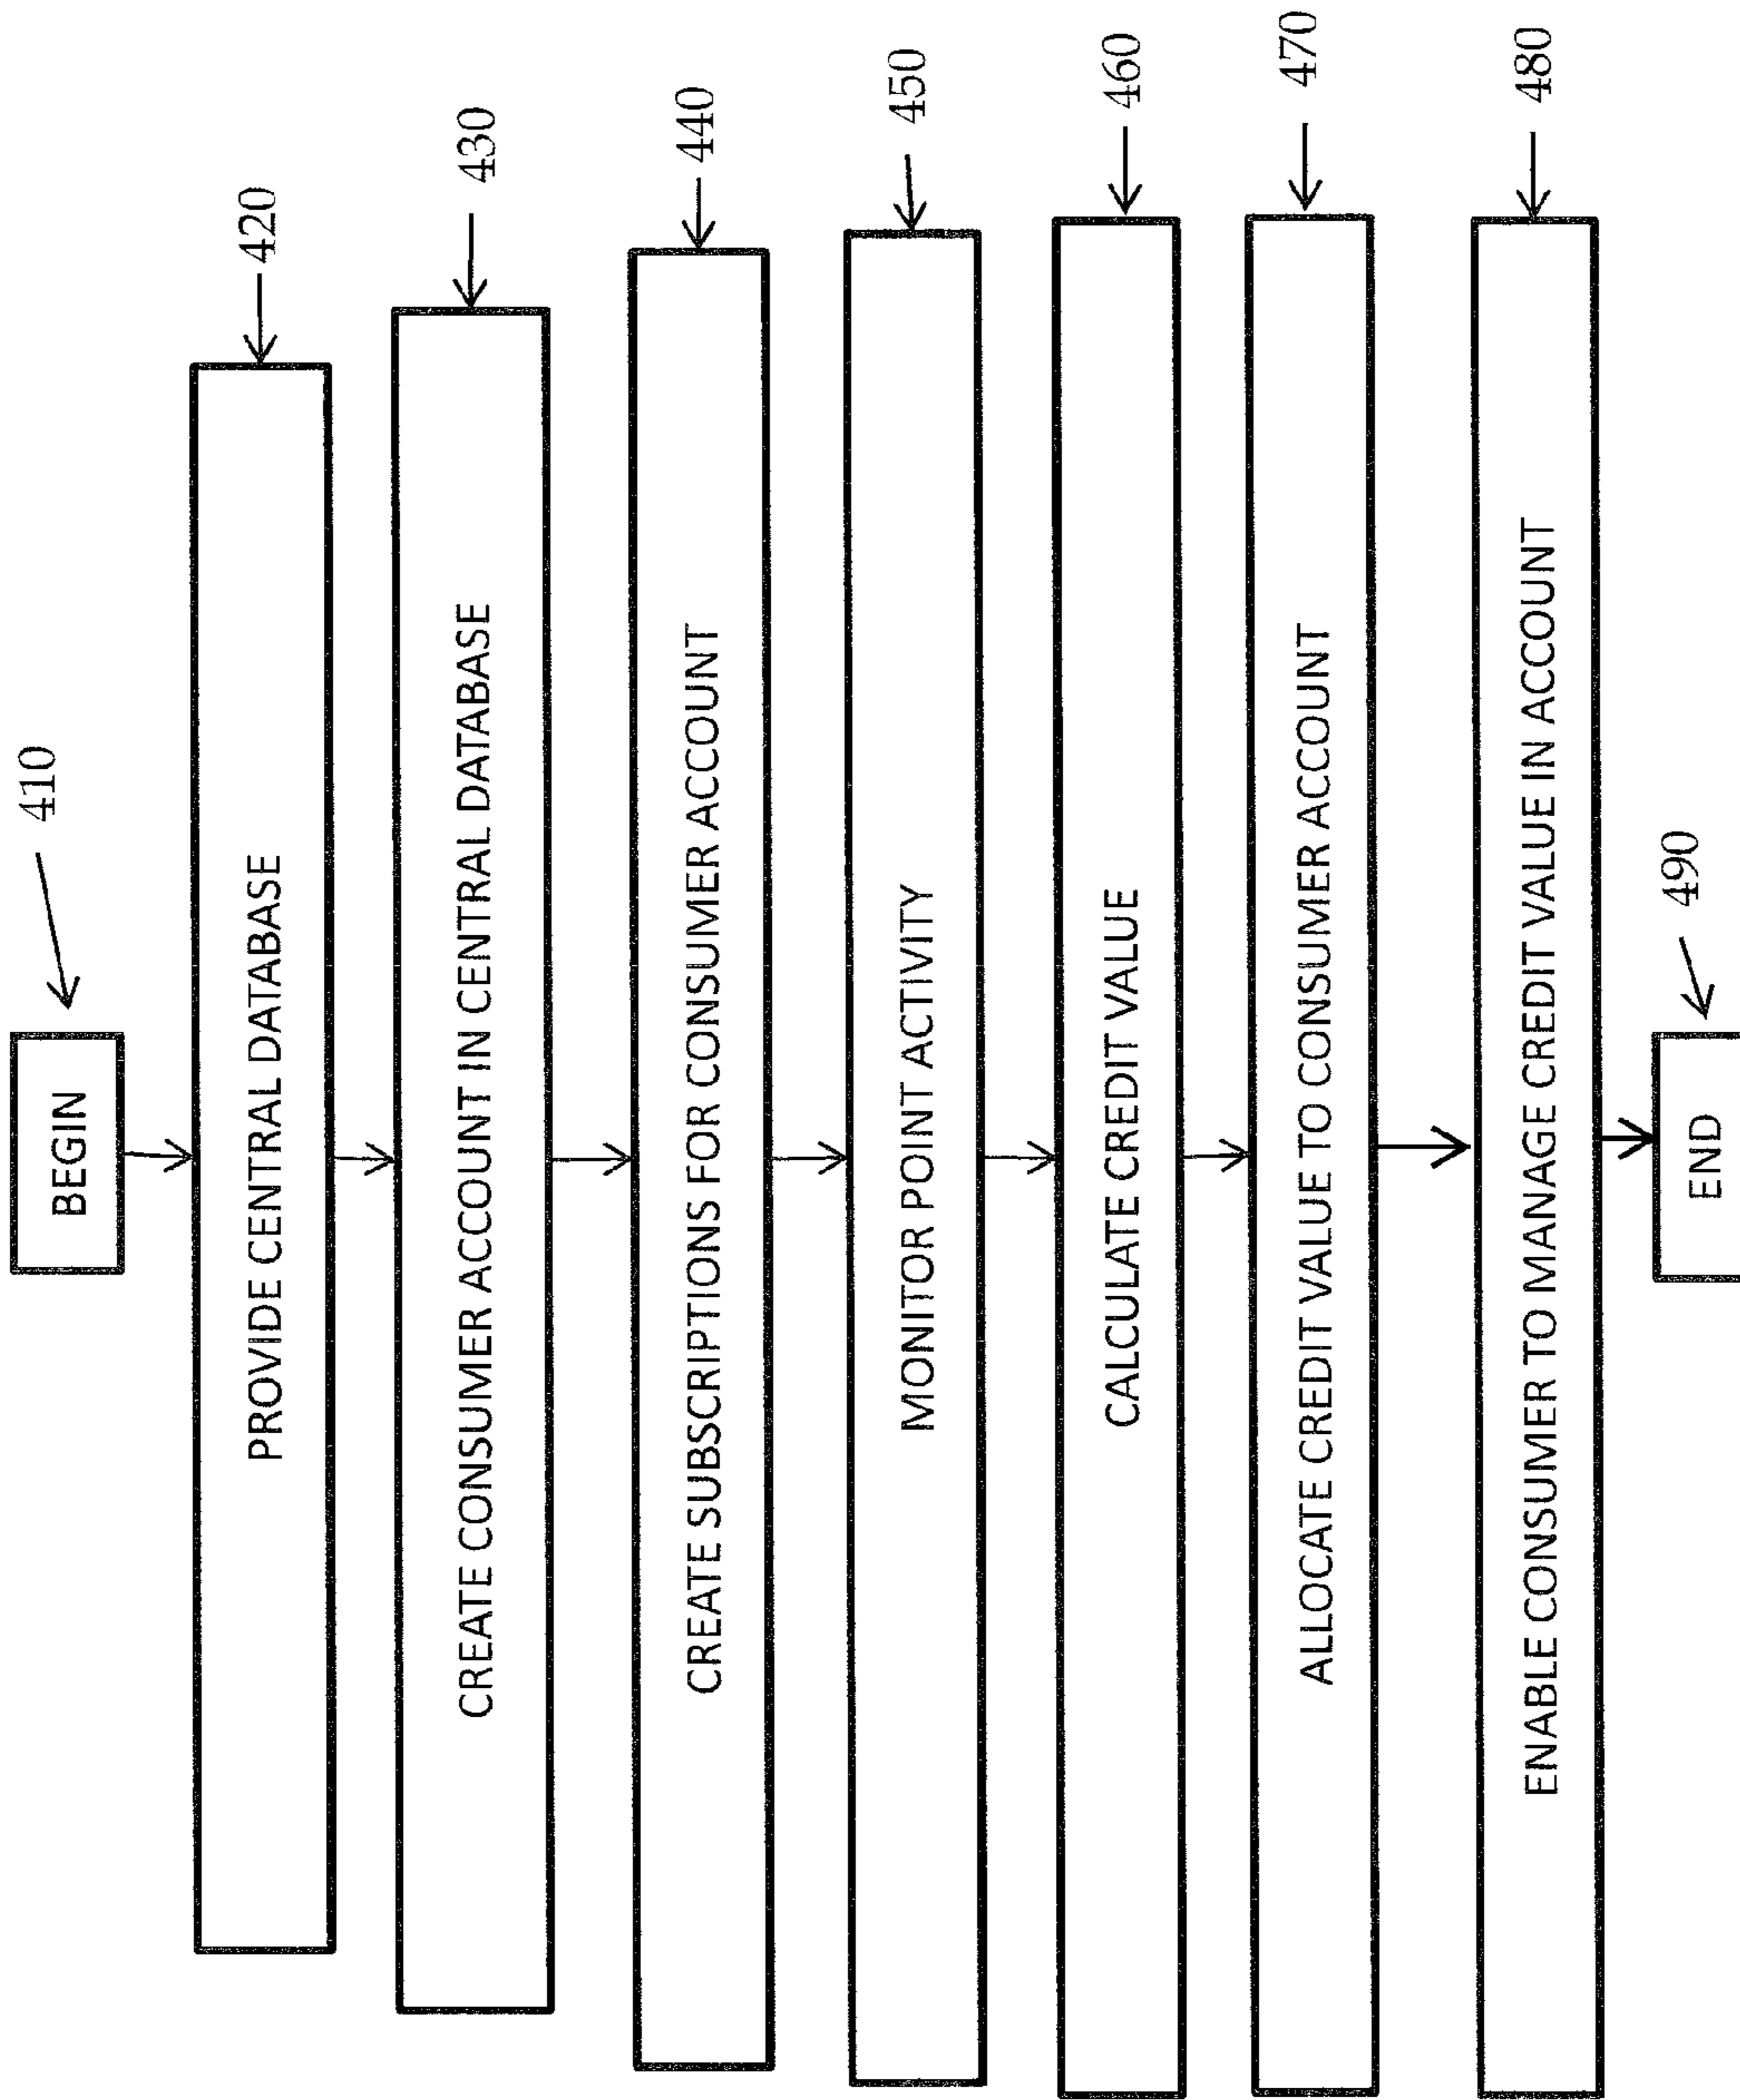 BEGIN
410
PROVIDE CENTRAL DATABASE
420
CREATE CONSUMER ACCOUNT IN CENTRAL DATABASE
430
CREATE SUBSCRIPTIONS FOR CONSUMER ACCOUNT
440
MONITOR POINT ACTIVITY
450
CALCULATE CREDIT VALUE
460
ALLOCATE CREDIT VALUE TO CONSUMER ACCOUNT
470
ENABLE CONSUMER TO MANAGE CREDIT VALUE IN ACCOUNT
480
END
490